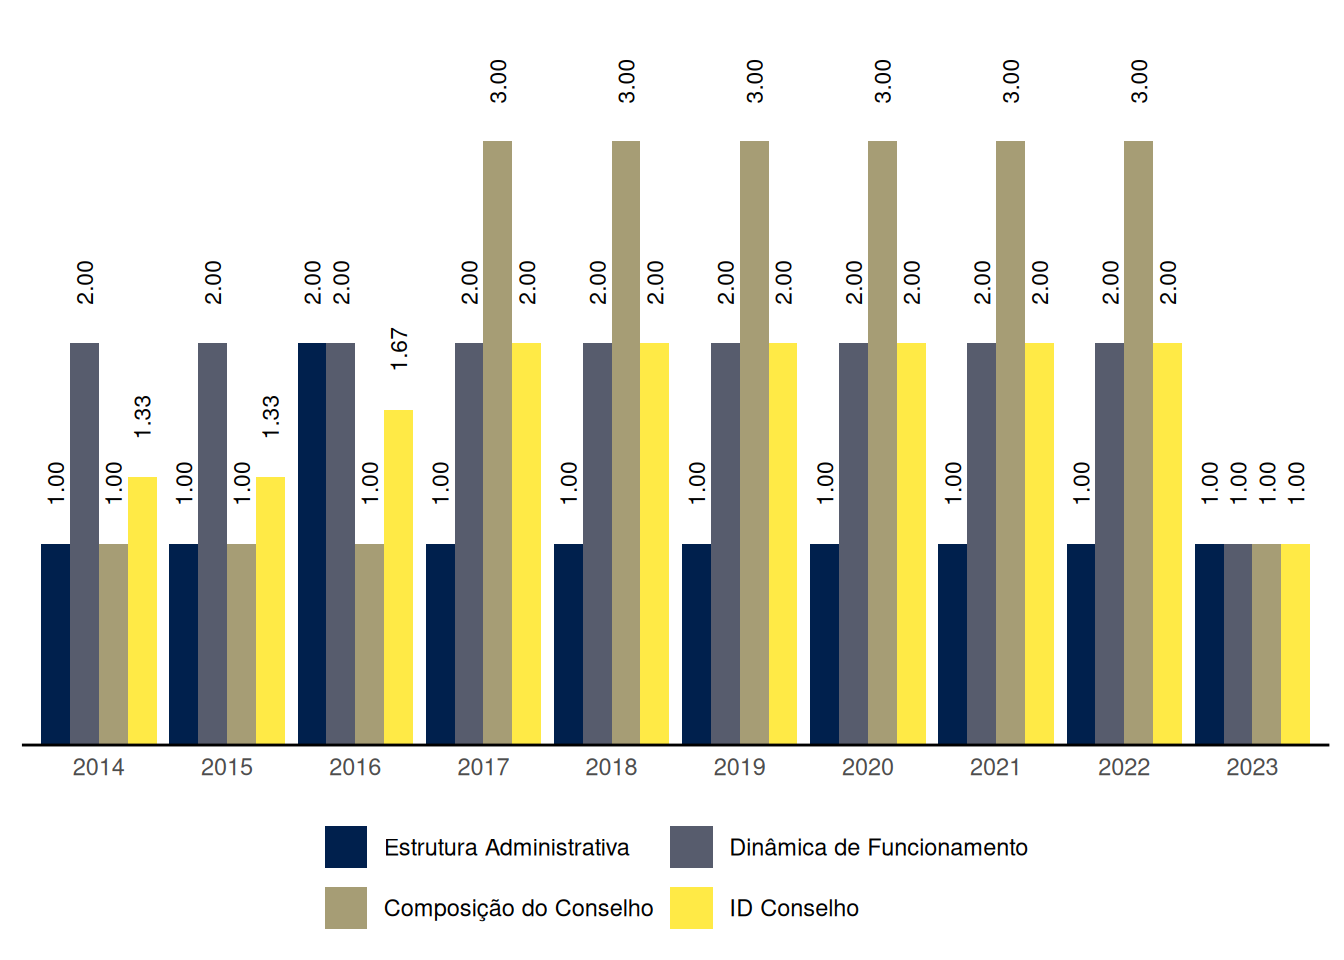 3.00 3.00 3.00 3.00 3.00 3.00
2.00 2.00 2.00 2.00 2.00 2.00 2.00 2.00 2.00 2.00 2.00 2.00 2.00 2.00 2.00 2.00
1.67
1.33 1.33
1.00 1.00 1.00 1.00 1.00 1.00 1.00 1.00 1.00 1.00 1.00 1.00 1.00 1.00 1.00
2014 2015 2016 2017 2018 2019 2020 2021 2022 2023
Estrutura Administrativa Dinâmica de Funcionamento
Composição do Conselho ID Conselho